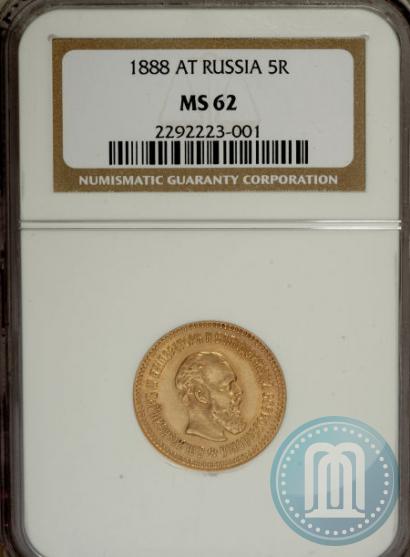 1888 AT RUSSIA 5R
MS 62
2292223-001
NUMISMATIC GUARANTY CORPORATION